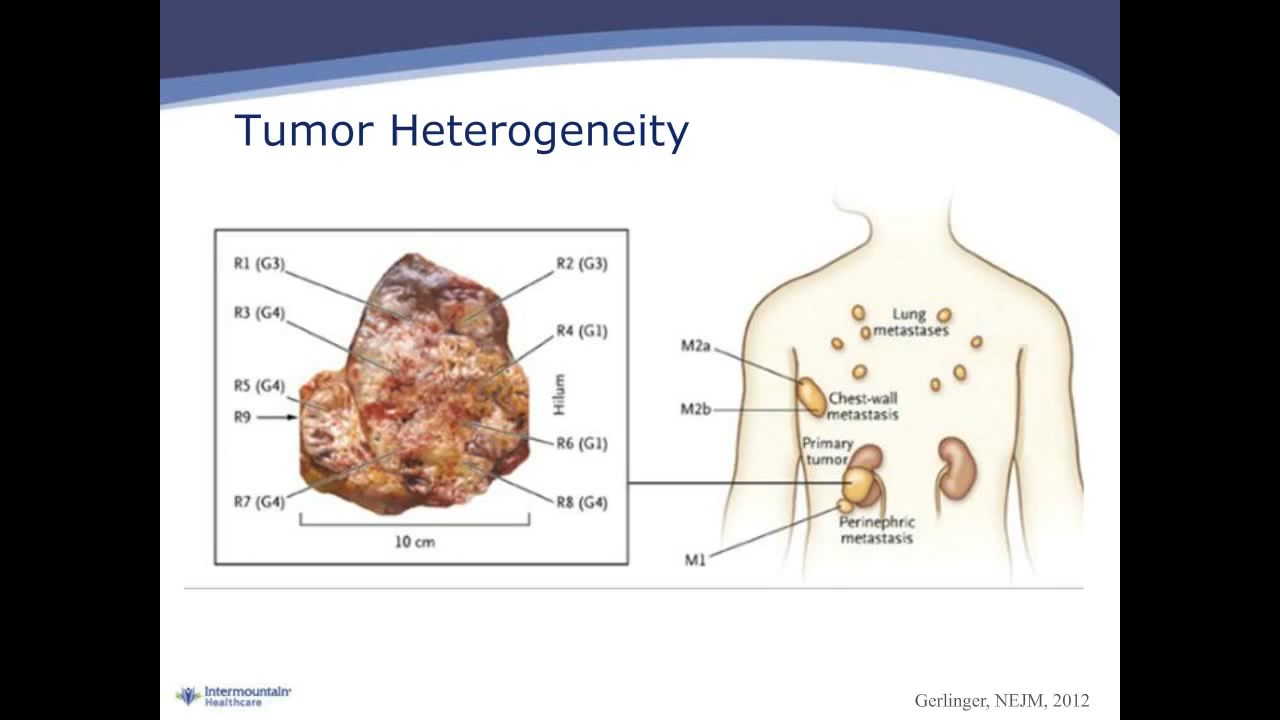 Tumor Heterogeneity
R1 (G3)
R2 (G3)
R3 (G4)
R4 (G1)
R5 (G4)
R9
Hilum
R6 (G1)
R7 (G4)
R8 (G4)
10 cm
Lung
metastases
M2a
M2b
Chest-wall
metastasis
Primary
tumor
Perinephric
metastasis
M1
Intermountain
Healthcare
Gerlinger, NEJM, 2012